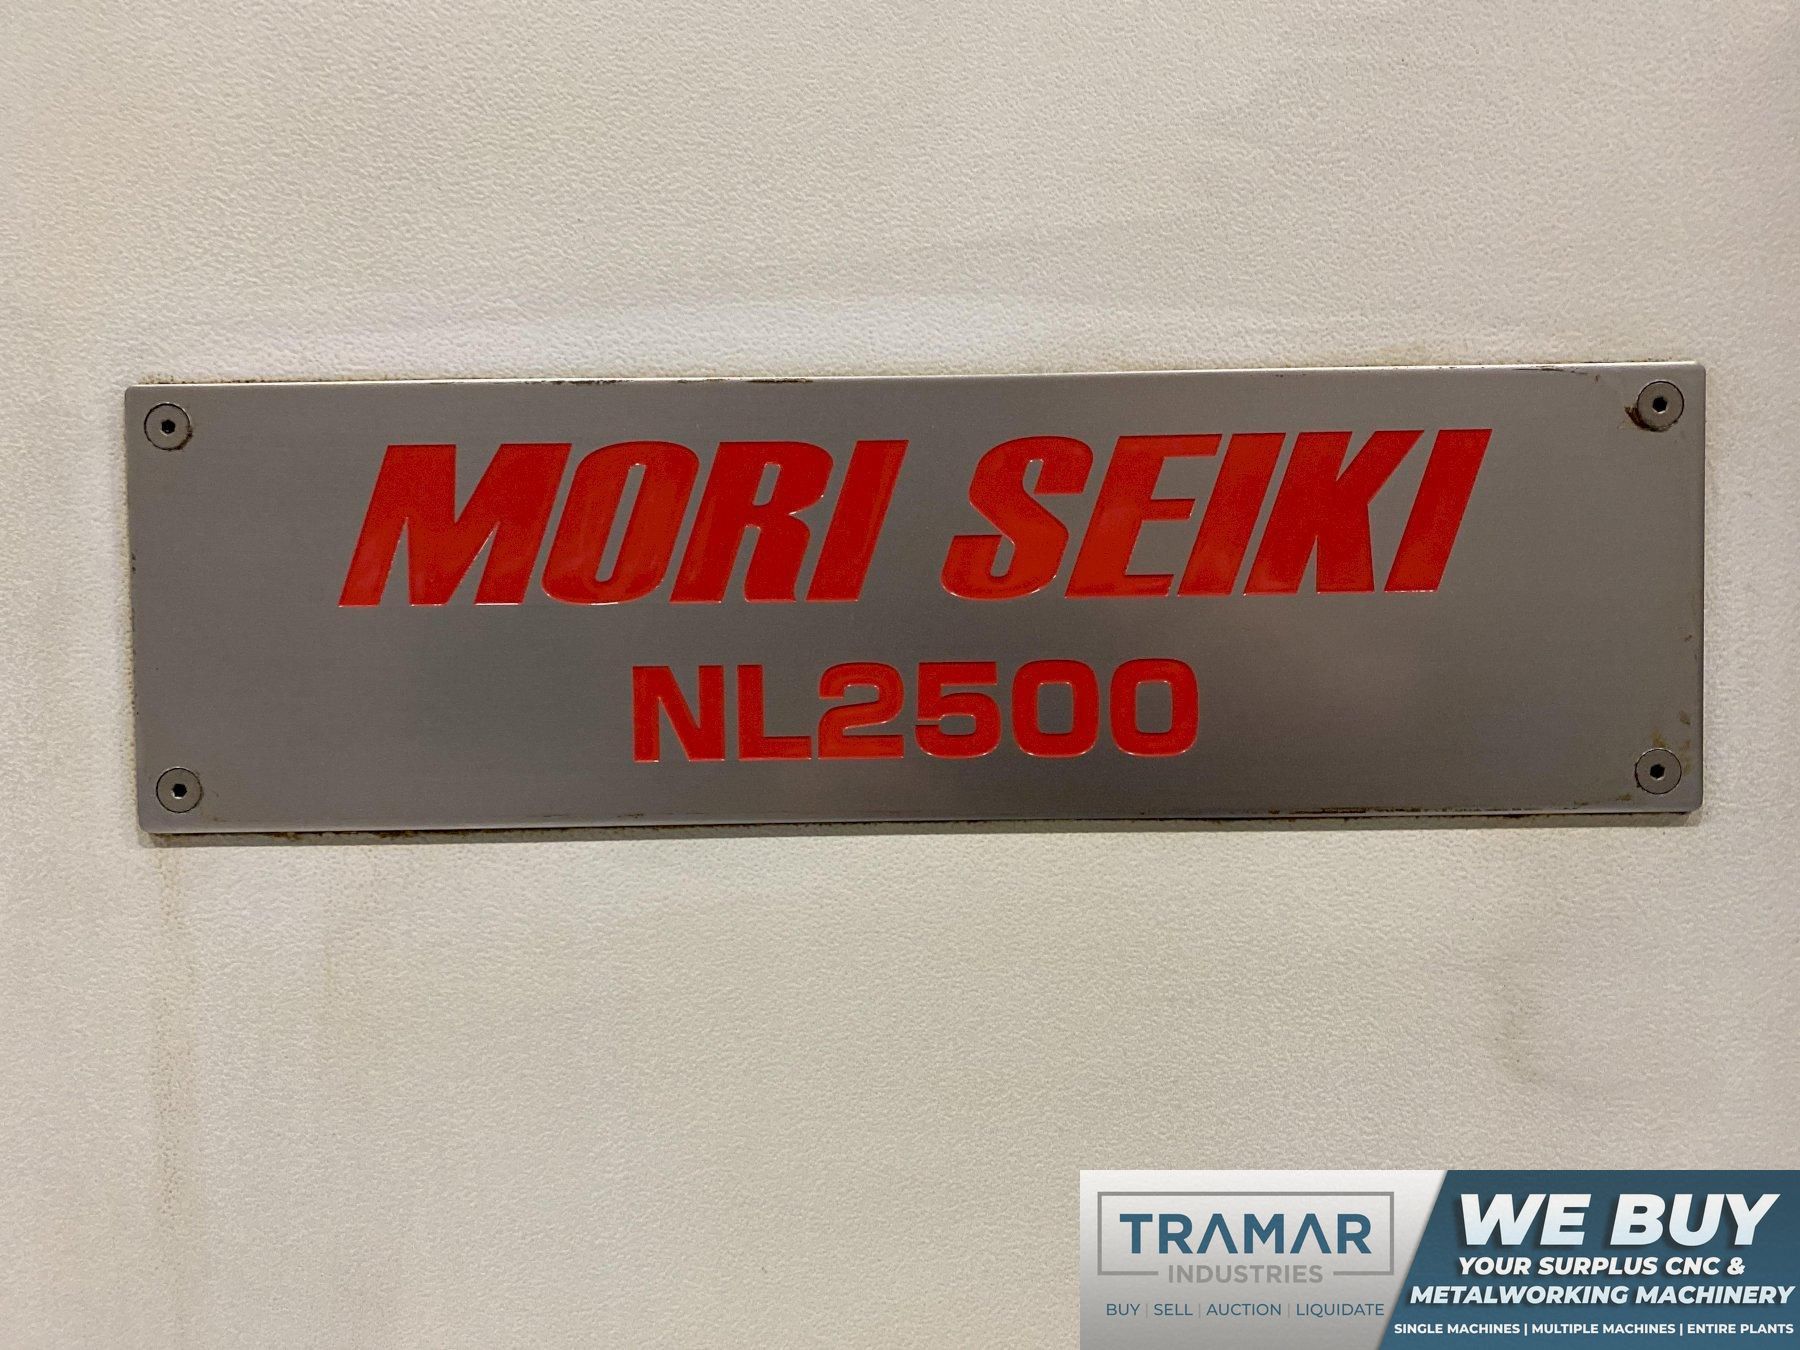 MORI SEIKI
NL2500
TRAMAR
INDUSTRIES
BUY | SELL | AUCTION | LIQUIDATE
WE BUY
YOUR SURPLUS CNC &
METALWORKING MACHINERY
SINGLE MACHINES | MULTIPLE MACHINES | ENTIRE PLANTS